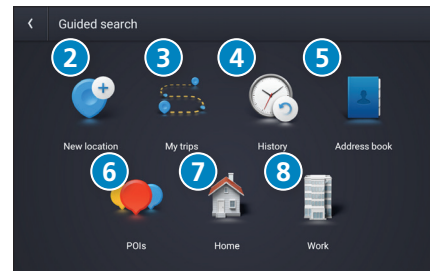 Guided search
2 3 4 5
New location My trips History Address book
6 7 8
POIs Home Work